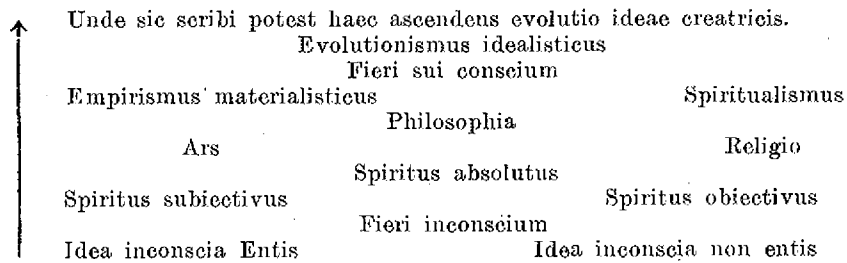 Unde sic scribi potest haec ascendens evolutio ideae creatricis.
Evolutionismus idealisticus
Fieri sui conscium
Empirismus materialisticus Spiritualismus
Philosophia
Ars Religio
Spiritus absolutus
Spiritus subiectivus Spiritus obiectivus
Fieri inconscium
Idea inconscia Entis Idea inconscia non entis